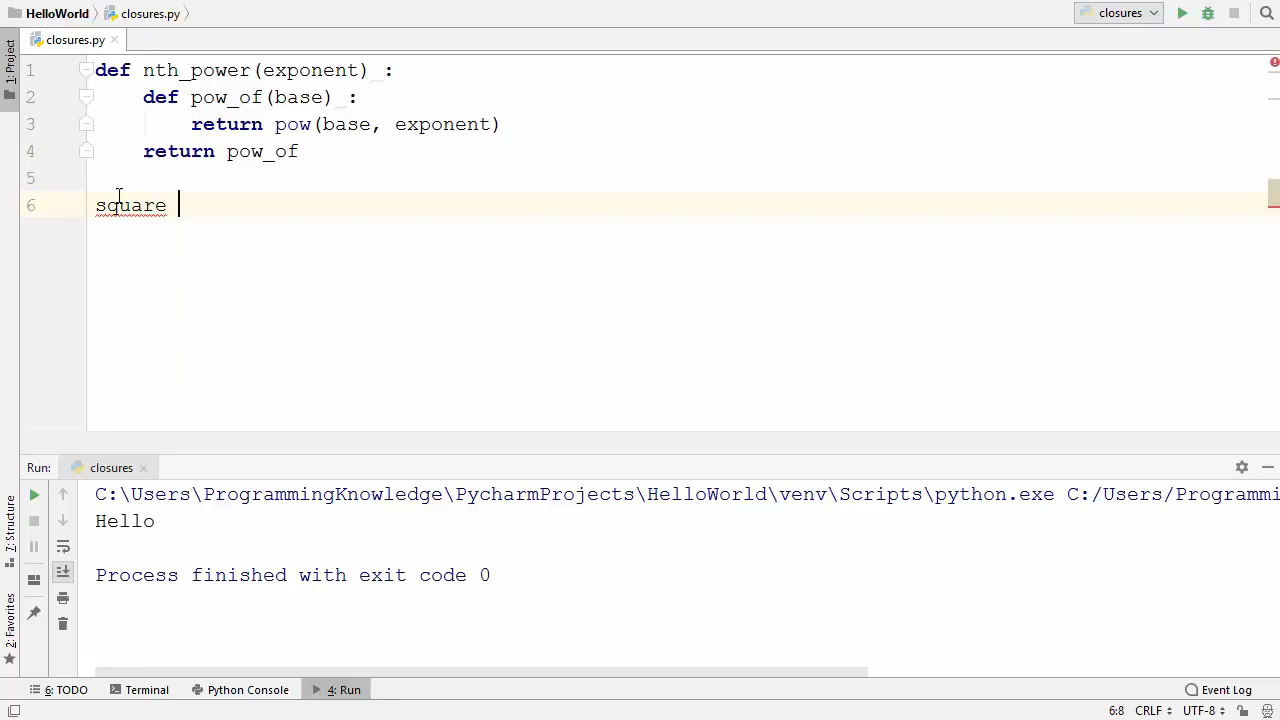 HelloWorld closures.py closures
1: Project closures.py
1 def nth_power(exponent) :
2 def pow_of(base) :
3 return pow(base, exponent)
4 return pow_of
5
6 square
Run: closures
C:\Users\ProgrammingKnowledge\PycharmProjects\HelloWorld\venv\Scripts\python.exe C:/Users/Programmi
Hello
Process finished with exit code 0
7: Structure
2: Favorites
6: TODO Terminal Python Console 4: Run Event Log
6:8 CRLF UTF-8